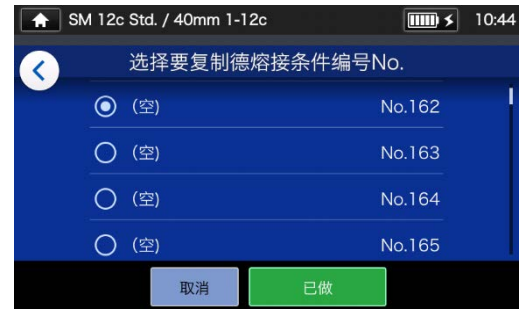 SM 12c Std. / 40mm 1-12c 10:44
选择要复制德熔接条件编号No.
(空) No.162
(空) No.163
(空) No.164
(空) No.165
取消 已做